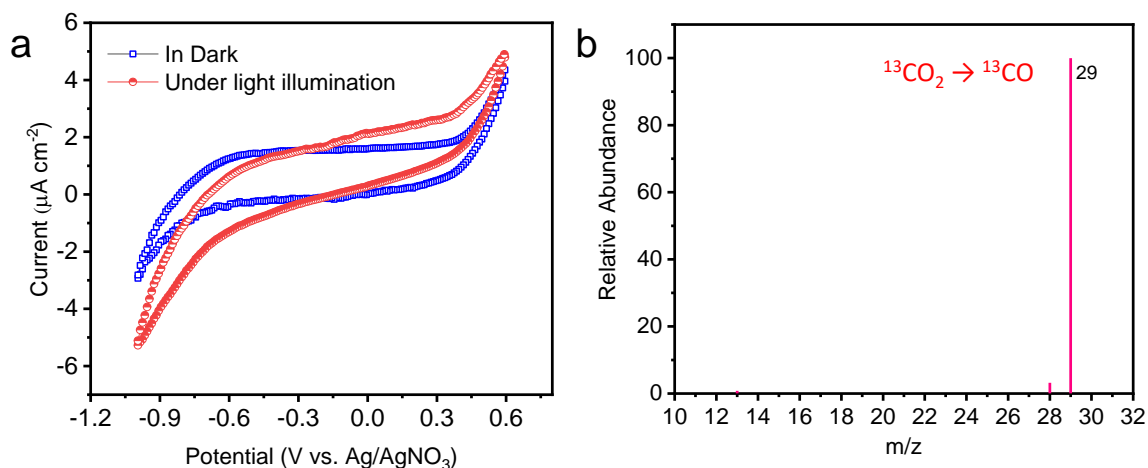 a
In Dark
Under light illumination
Current (μA cm⁻²)
6
4
2
0
-2
-4
-6
-1.2 -0.9 -0.6 -0.3 0.0 0.3 0.6
Potential (V vs. Ag/AgNO₃)
b
¹³CO₂ → ¹³CO
29
Relative Abundance
100
80
60
40
20
0
10 12 14 16 18 20 22 24 26 28 30 32
m/z